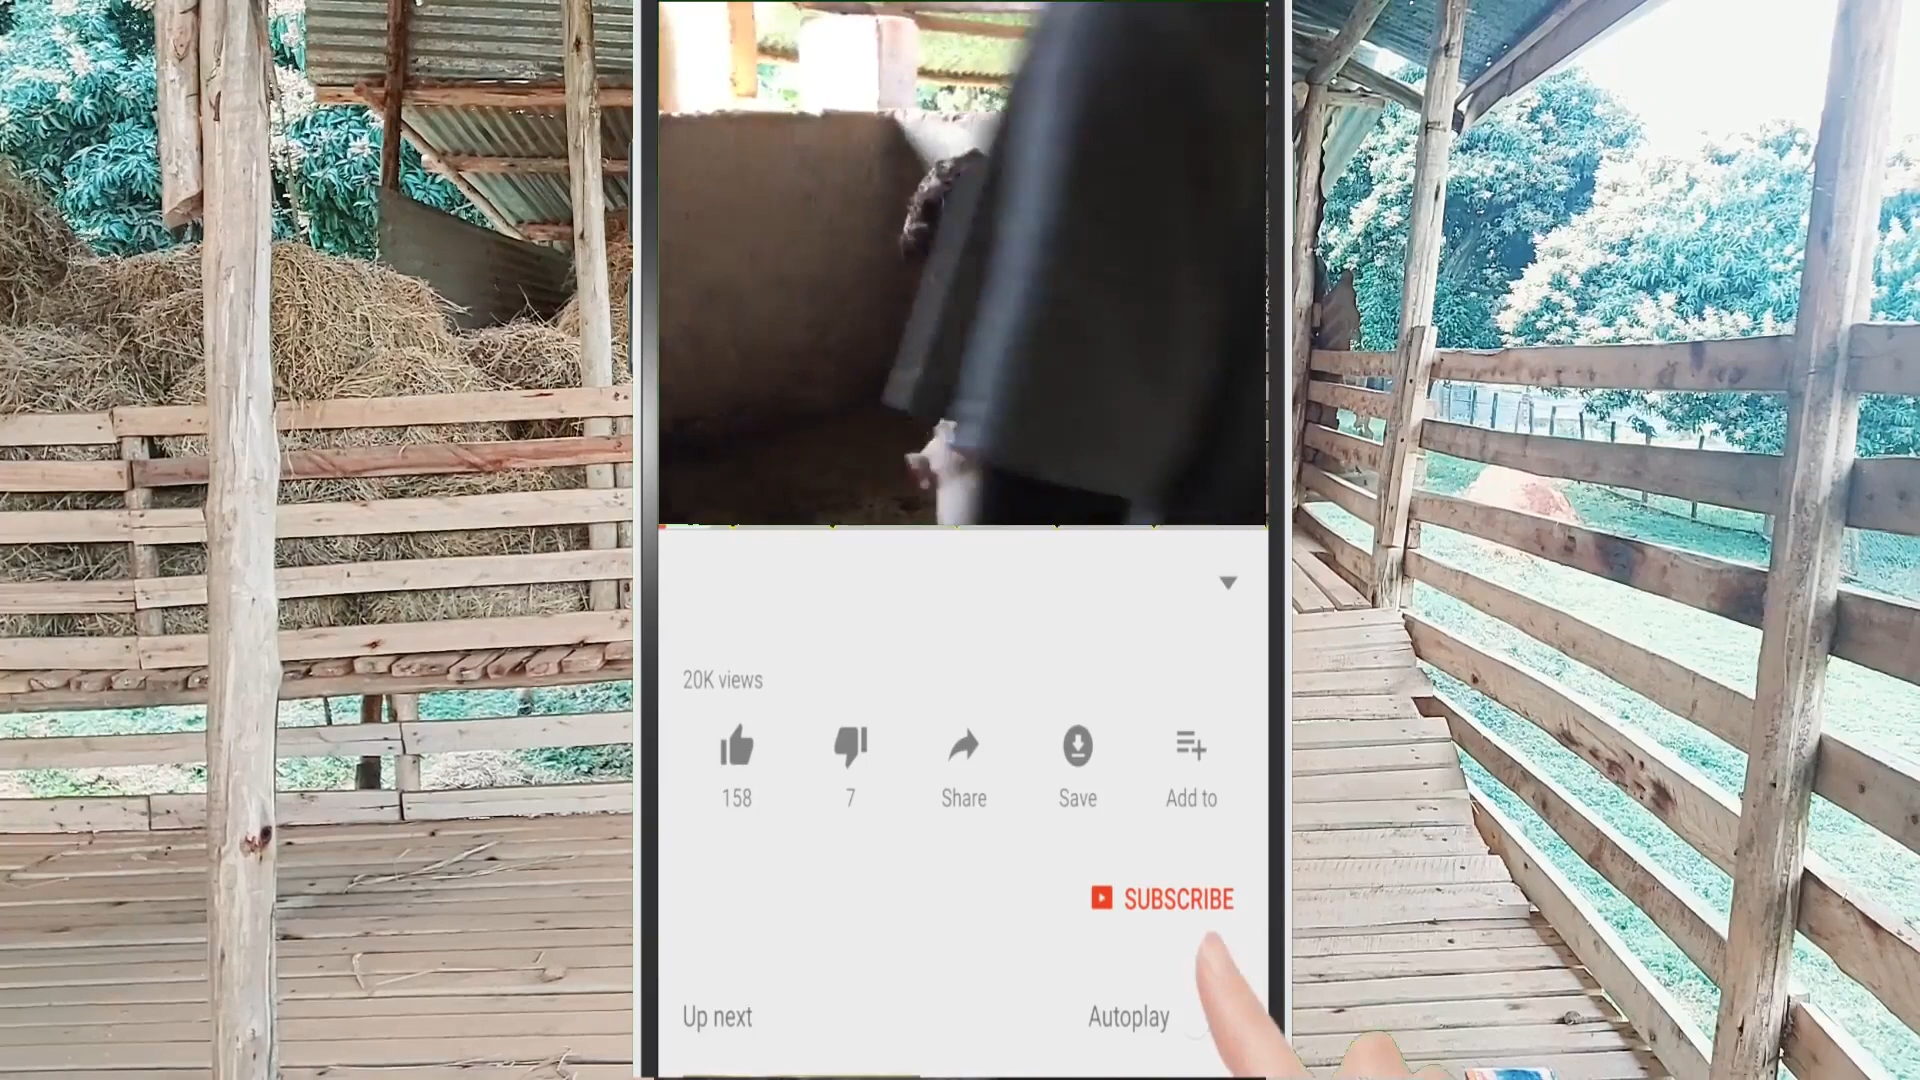 20K views
158
7
Share
Save
Add to
SUBSCRIBE
Up next
Autoplay